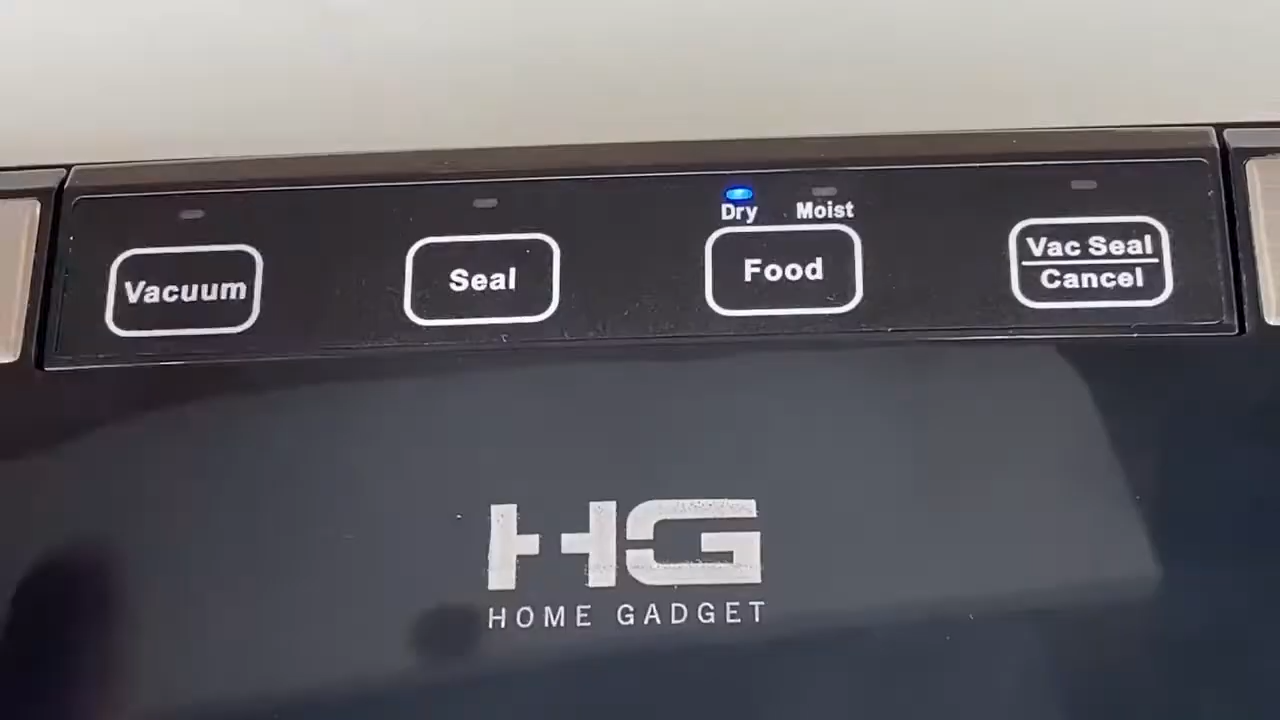 Dry Moist
Vacuum
Seal
Food
Vac Seal
Cancel
HG
HOME GADGET